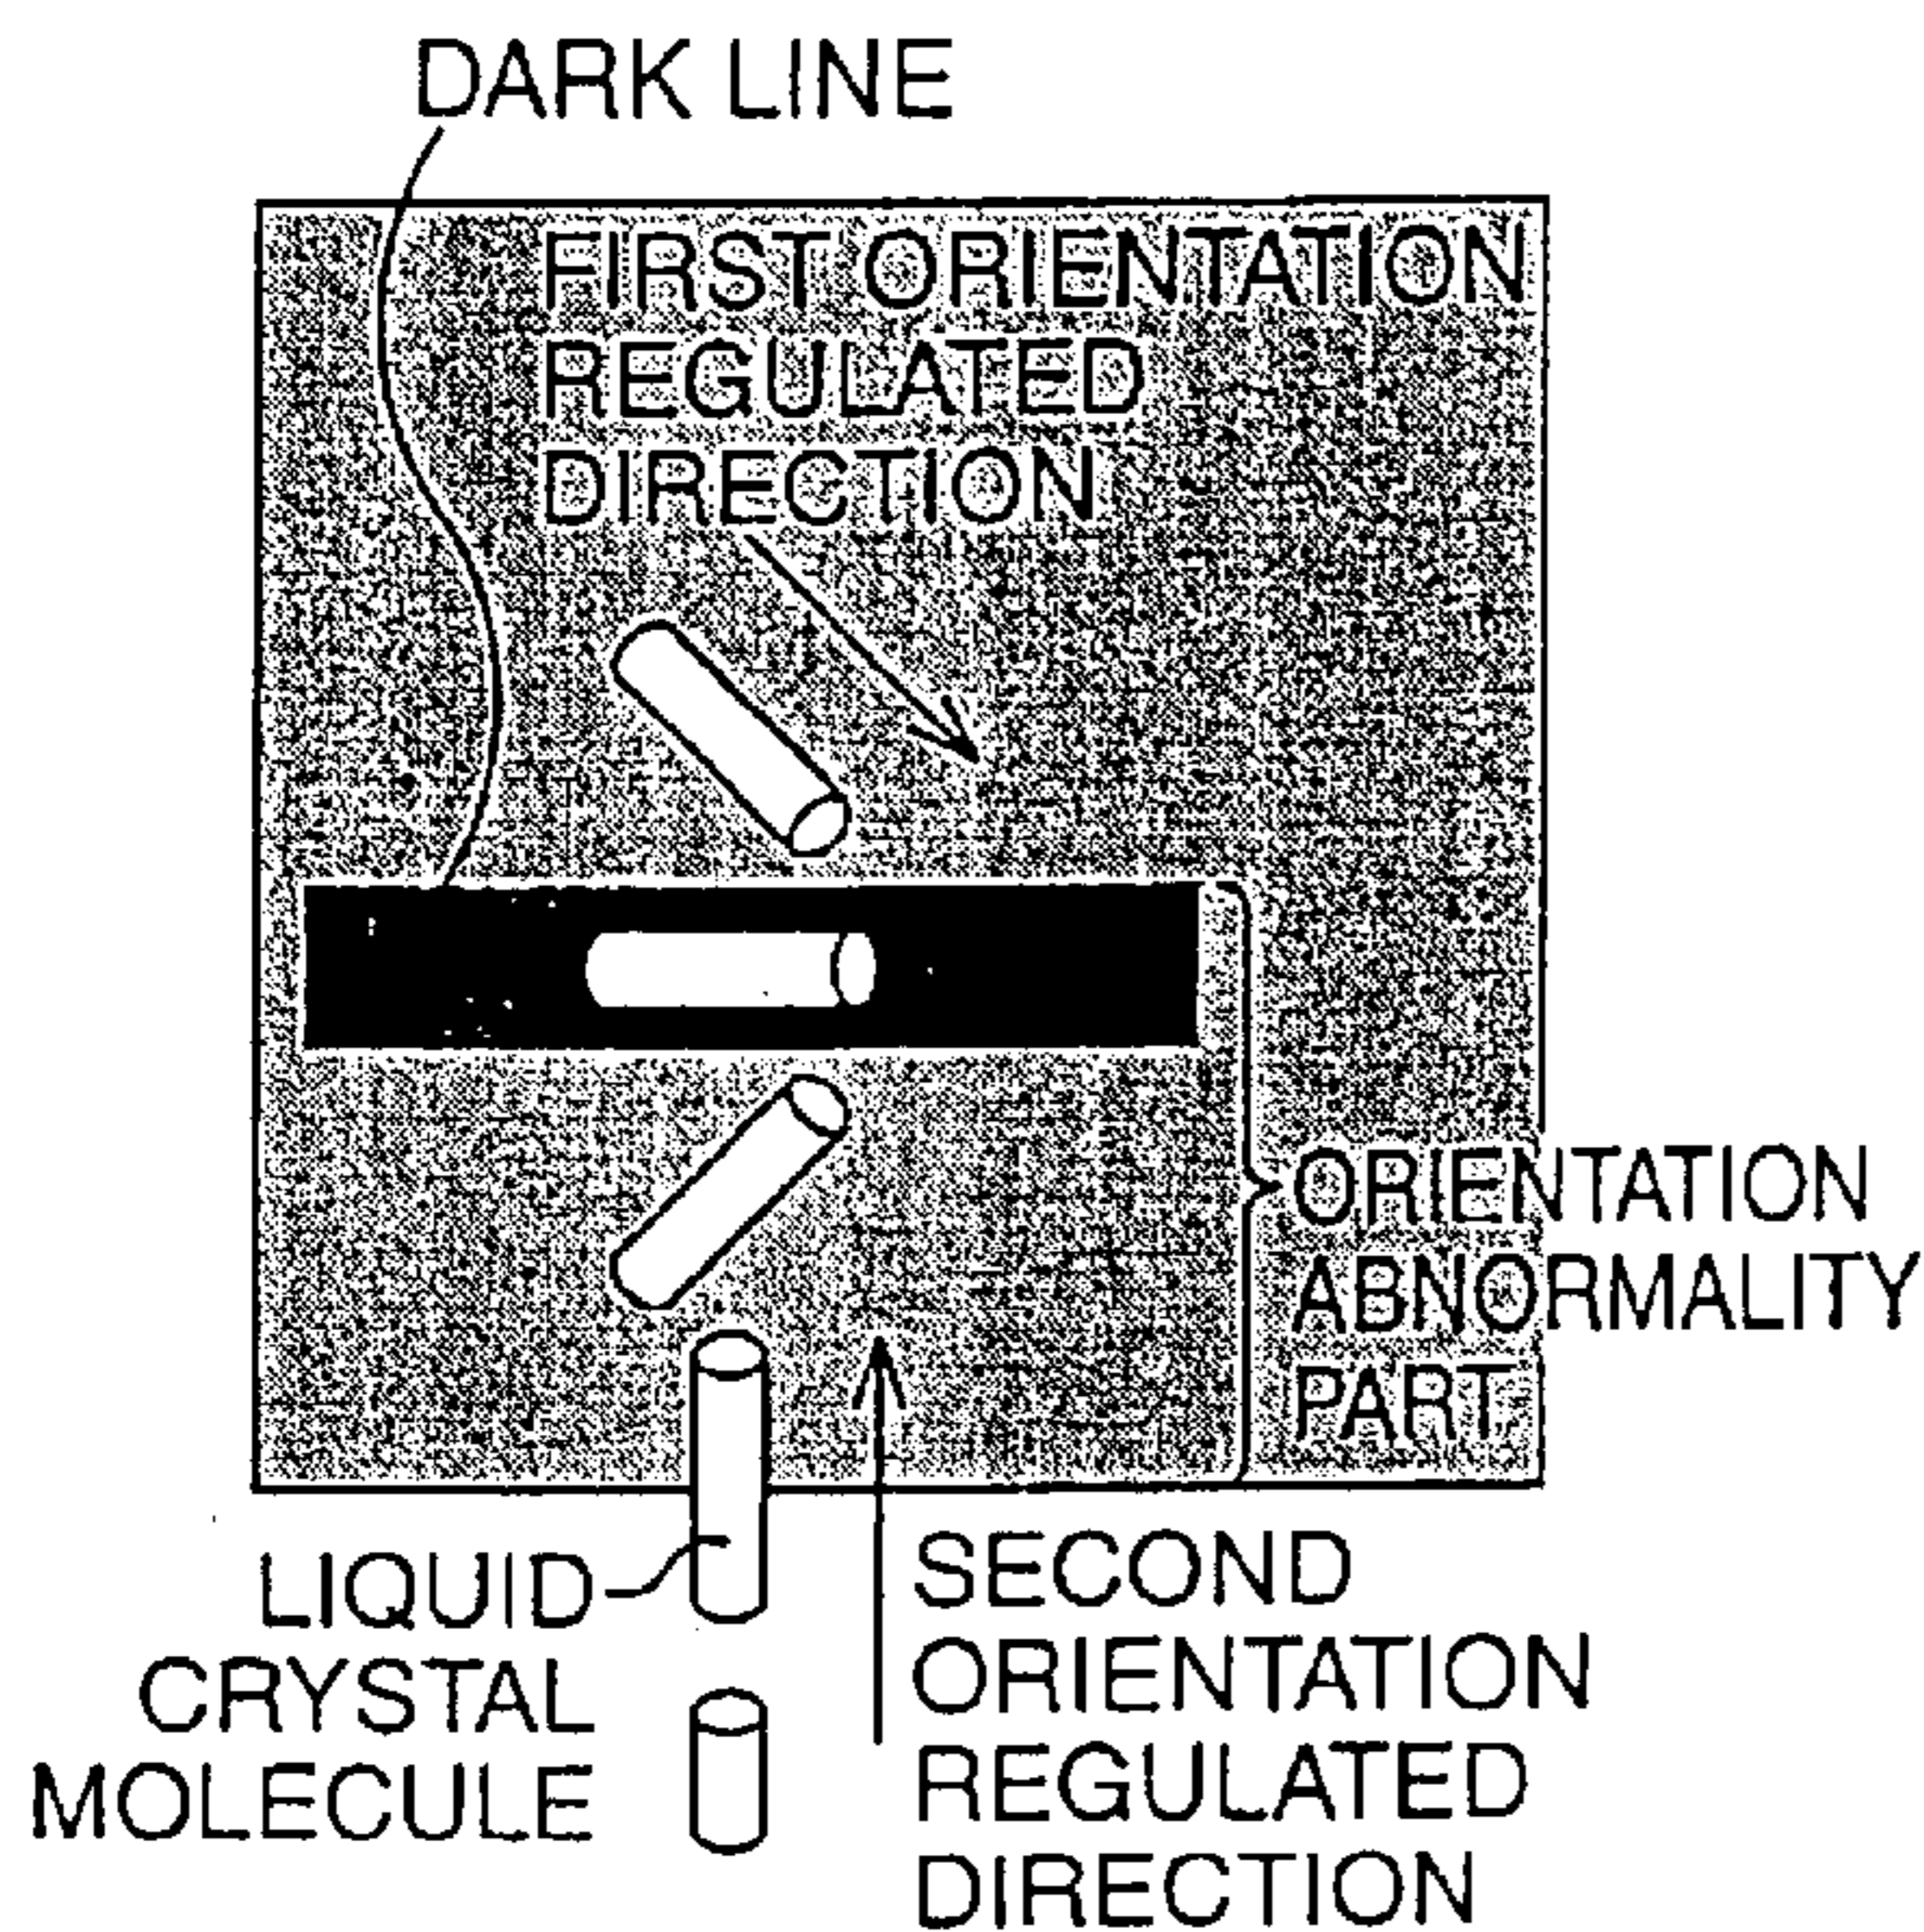 DARK LINE
FIRST ORIENTATION
REGULATED
DIRECTION
ORIENTATION
ABNORMALITY
PART
LIQUID
CRYSTAL
MOLECULE
SECOND
ORIENTATION
REGULATED
DIRECTION